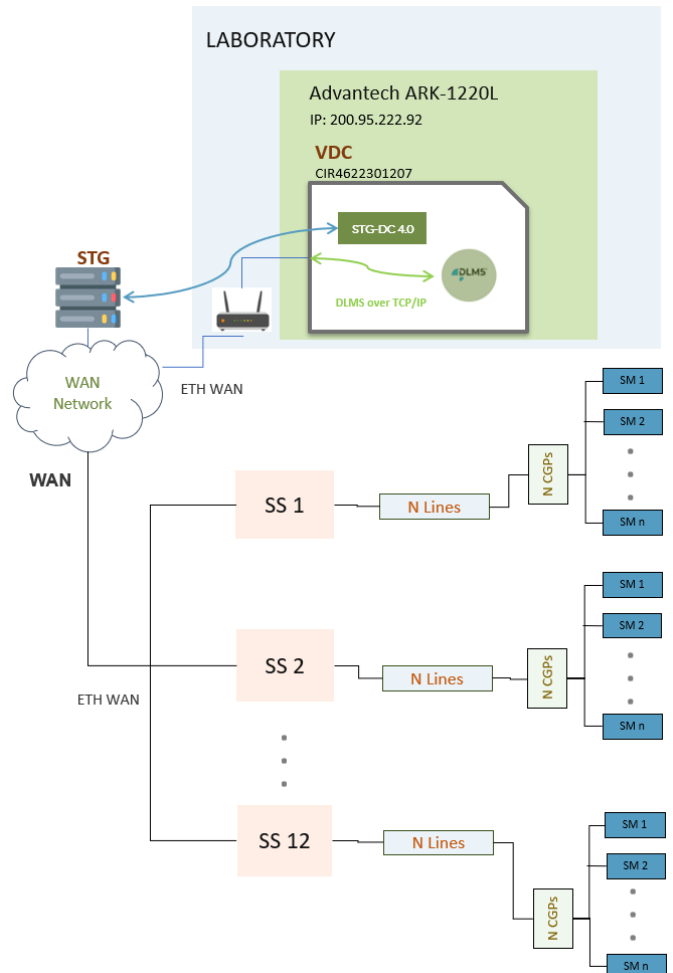 LABORATORY
Advantech ARK-1220L
IP: 200.95.222.92
VDC
CIR4622301207
STG-DC 4.0
STG
DLMS
DLMS over TCP/IP
WAN
Network
ETH WAN
WAN
SS 1
N Lines
N CGPs
SM 1
SM 2
SM n
SS 2
N Lines
N CGPs
SM 1
SM 2
SM n
ETH WAN
SS 12
N Lines
N CGPs
SM 1
SM 2
SM n